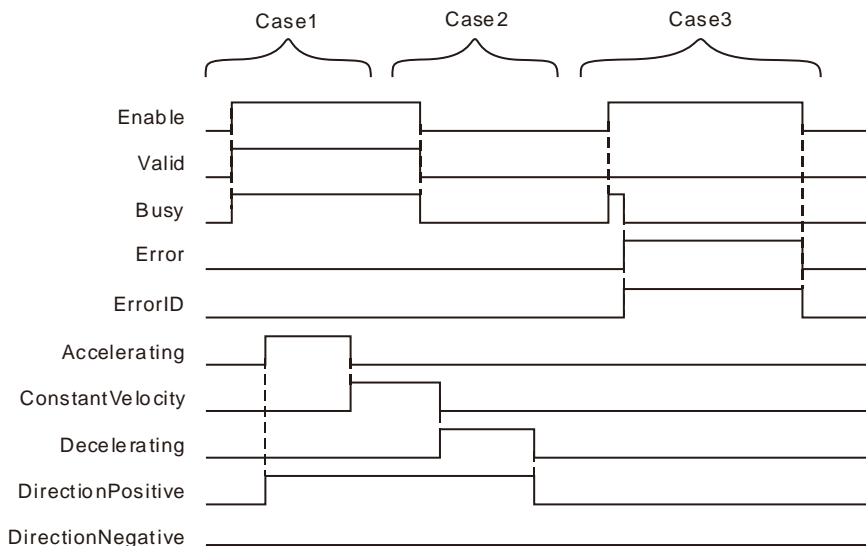 Case1 Case2 Case3
Enable
Valid
Busy
Error
ErrorID
Accelerating
ConstantVelocity
Decelerating
DirectionPositive
DirectionNegative